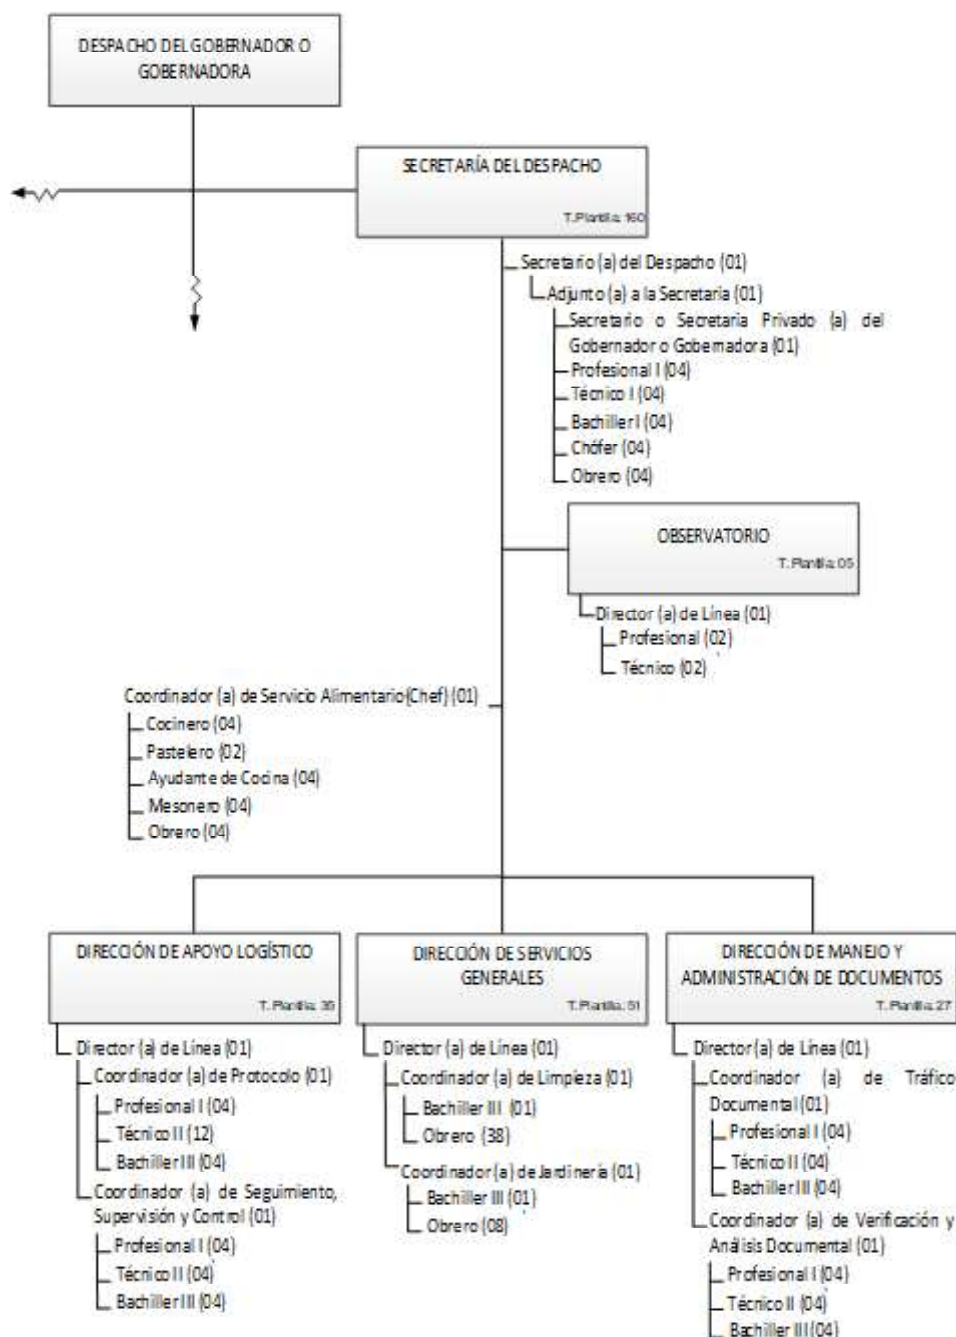 DESPACHO DEL GOBERNADOR O
GOBERNADORA
SECRETARÍA DEL DESPACHO
T. Plantilla: 160
Secretario (a) del Despacho (01)
Adjunto (a) a la Secretaría (01)
Secretario o Secretaria Privado (a) del
Gobernador o Gobernadora (01)
Profesional I (04)
Técnico I (04)
Bachiller I (04)
Chófer (04)
Obrero (04)
OBSERVATORIO
T. Plantilla: 05
Director (a) de Línea (01)
Profesional (02)
Técnico (02)
Coordinador (a) de Servicio Alimentario (Chef) (01)
Cocinero (04)
Pastelero (02)
Ayudante de Cocina (04)
Mesonero (04)
Obrero (04)
DIRECCIÓN DE APOYO LOGÍSTICO
T. Plantilla: 35
Director (a) de Línea (01)
Coordinador (a) de Protocolo (01)
Profesional I (04)
Técnico II (12)
Bachiller III (04)
Coordinador (a) de Seguimiento,
Supervisión y Control (01)
Profesional I (04)
Técnico II (04)
Bachiller III (04)
DIRECCIÓN DE SERVICIOS
GENERALES
T. Plantilla: 51
Director (a) de Línea (01)
Coordinador (a) de Limpieza (01)
Bachiller III (01)
Obrero (38)
Coordinador (a) de Jardinería (01)
Bachiller III (01)
Obrero (08)
DIRECCIÓN DE MANEJO Y
ADMINISTRACIÓN DE DOCUMENTOS
T. Plantilla: 27
Director (a) de Línea (01)
Coordinador (a) de Tráfico
Documental (01)
Profesional I (04)
Técnico II (04)
Bachiller III (04)
Coordinador (a) de Verificación y
Análisis Documental (01)
Profesional I (04)
Técnico II (04)
Bachiller III (04)